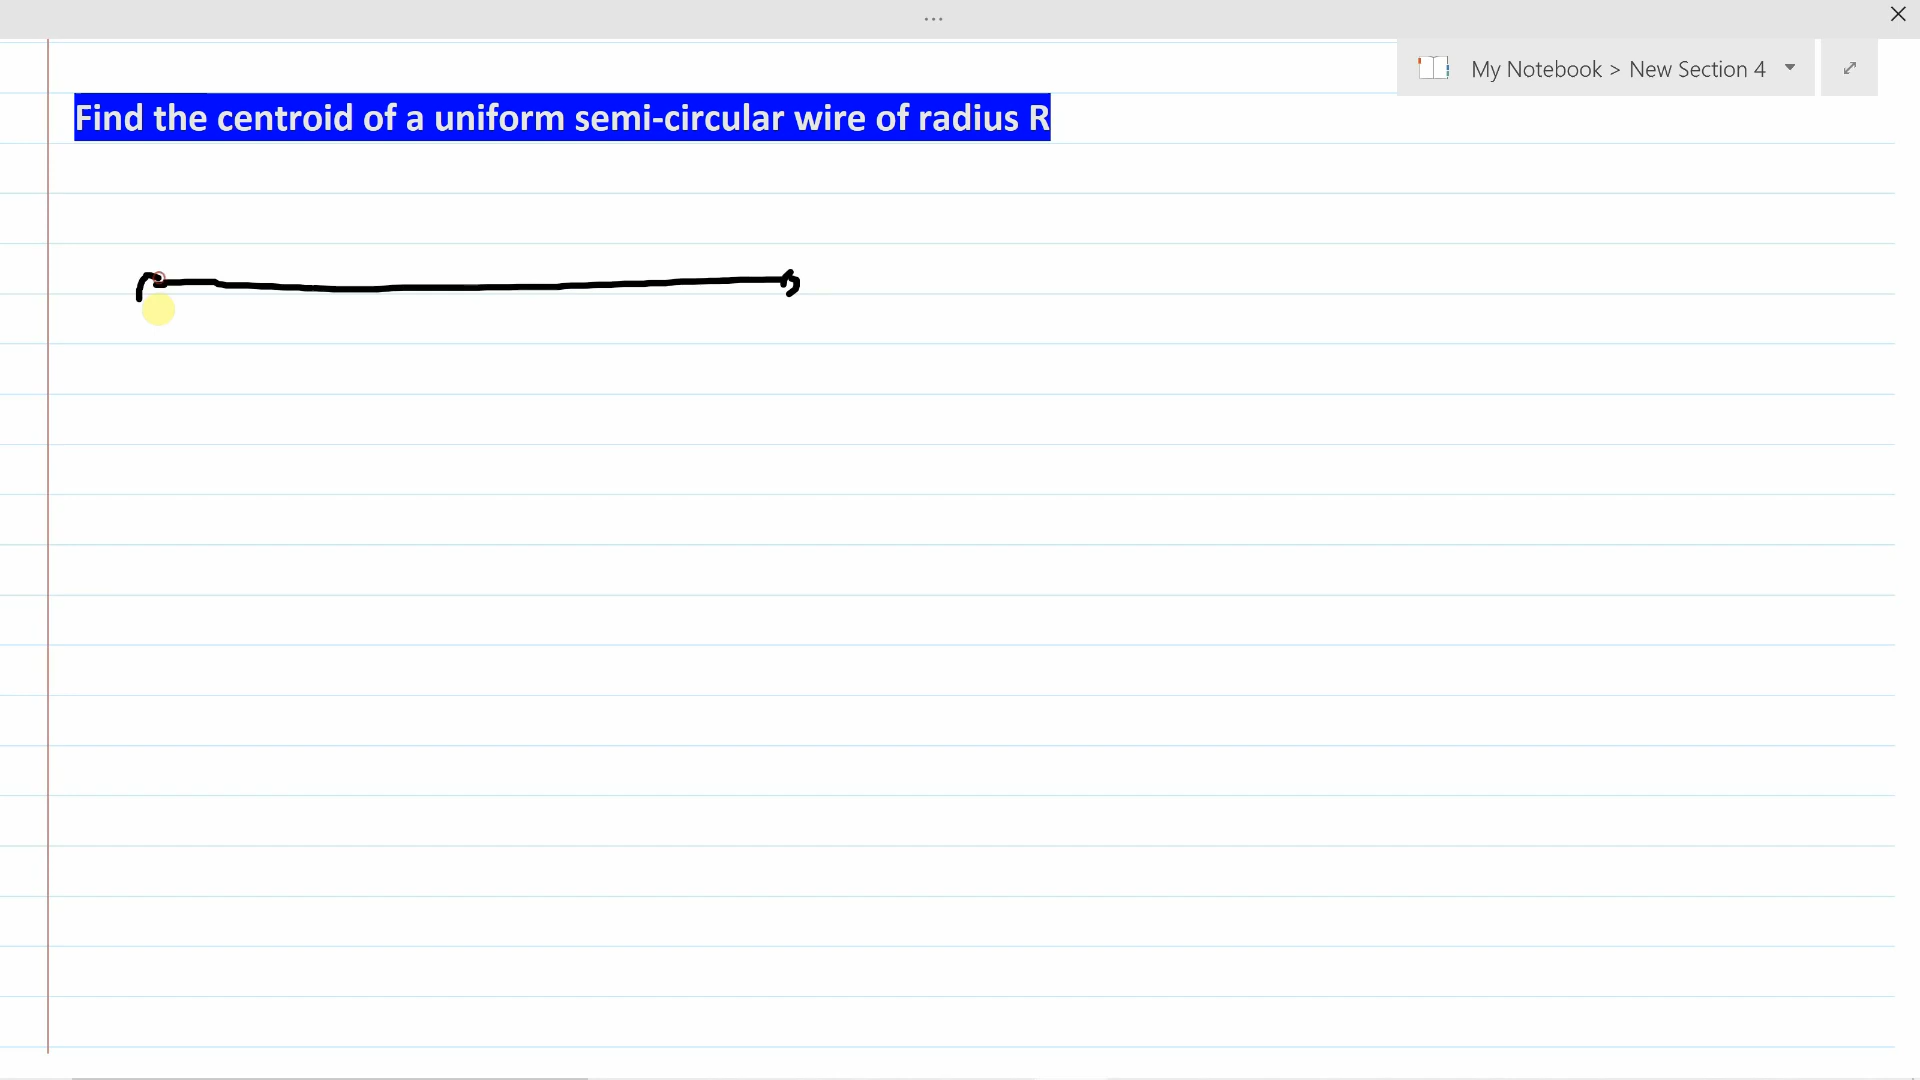 My Notebook > New Section 4
Find the centroid of a uniform semi-circular wire of radius R